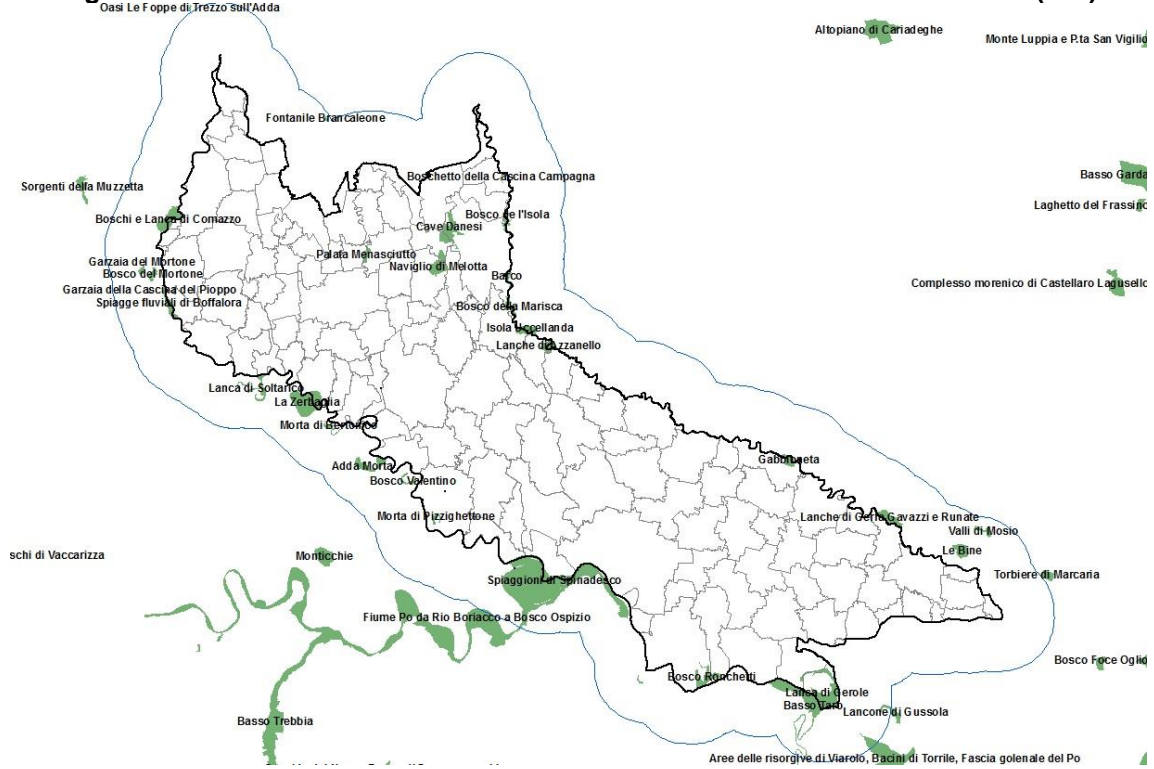 Oasi Le Foppe di Trezzo sull'Adda
Altopiano di Cariadeghe
Monte Luppia e P.ta San Vigilio
Fontanile Brancaleone
Boschetto della Cascina Campagna
Basso Garda
Sorgenti della Muzzetta
Laghetto del Frassino
Boschi e Lanca di Comazzo
Bosco de l'Isola
Cave Danesi
Palata Menasciutto
Garzaia del Mortone
Naviglio di Melotta
Bosco del Mortone
Barco
Complesso morenico di Castellaro Lagusello
Garzaia della Cascina del Pioppo
Spiagge fluviali di Boffalora
Bosco della Marisca
Isola Uccellanda
Lanche di Azzanello
Lanca di Soltarico
La Zerbaglia
Morta di Bertonico
Gabbioneta
Adda Morta
Bosco Valentino
Morta di Pizzighettone
Lanche di Gerra Gavazzi e Runate
Valli di Mosio
schi di Vaccarizza
Monticchie
Le Bine
Spiaggioni di Spinadesco
Torbiere di Marcaria
Fiume Po da Rio Boriacco a Bosco Ospizio
Bosco Foce Oglio
Bosco Ronchetti
Lanca di Gerole
Basso Taro
Lancone di Gussola
Basso Trebbia
Aree delle risorgive di Viarolo, Bacini di Torrile, Fascia golenale del Po